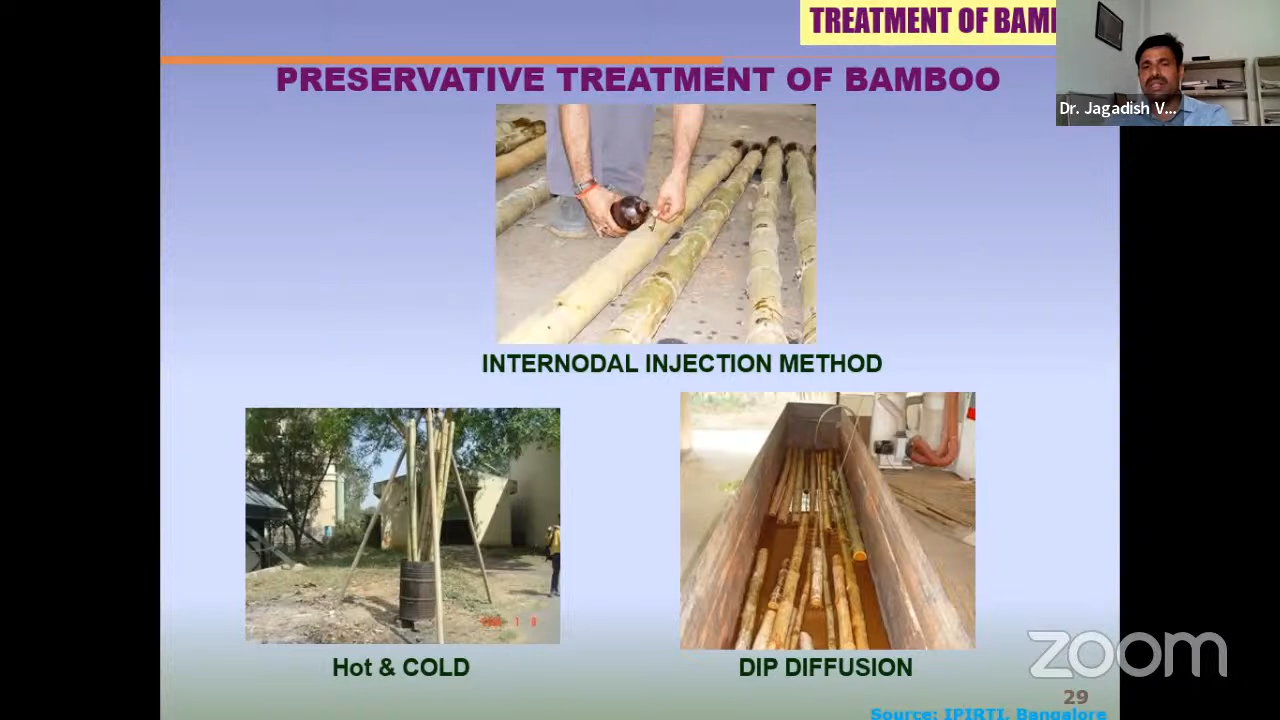 TREATMENT OF BAM
Dr. Jagadish V...
PRESERVATIVE TREATMENT OF BAMBOO
INTERNODAL INJECTION METHOD
Hot & COLD
DIP DIFFUSION
zoom
29
Source: IPIRTI, Bangalore